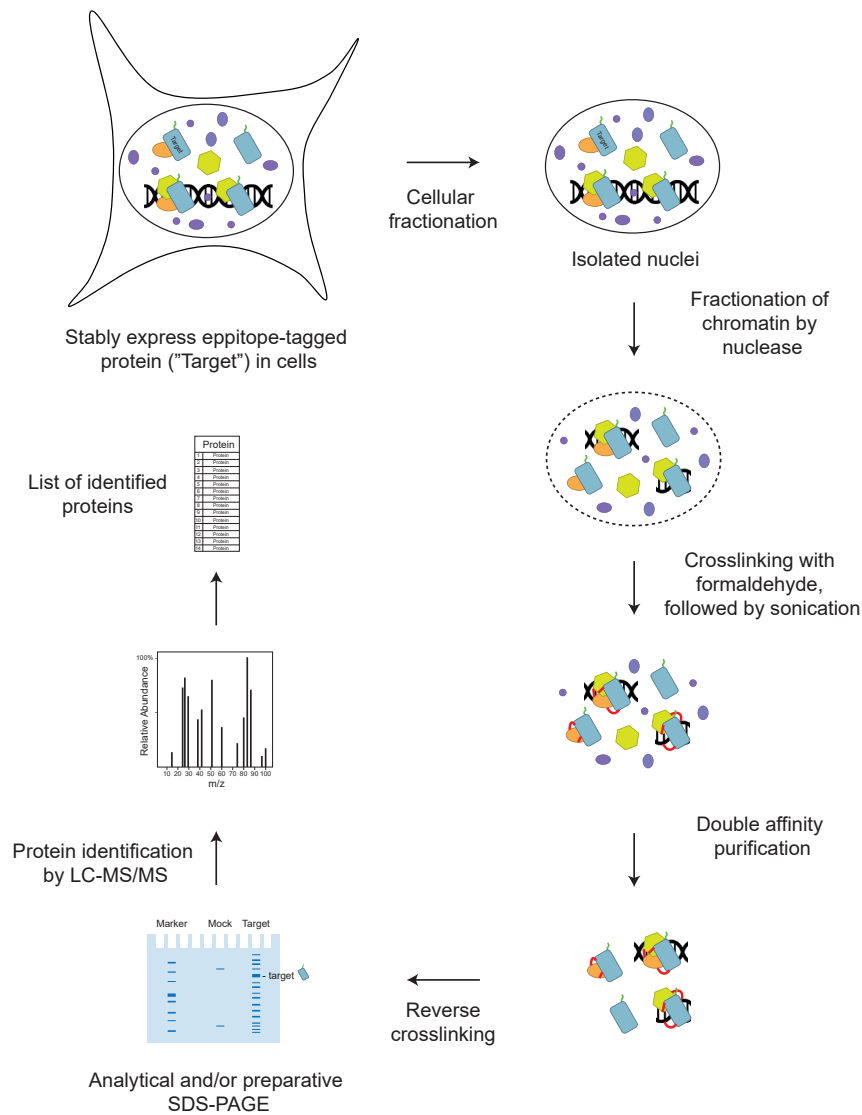 Target
Cellular
fractionation
Target
Isolated nuclei
Stably express eppitope-tagged
protein ("Target") in cells
Fractionation of
chromatin by
nuclease
Crosslinking with
formaldehyde,
followed by sonication
Double affinity
purification
Reverse
crosslinking
Marker Mock Target
- target
Analytical and/or preparative
SDS-PAGE
Protein identification
by LC-MS/MS
100%
Relative Abundance
10 20 30 40 50 60 70 80 90 100
m/z
List of identified
proteins
Protein
1 Protein
2 Protein
3 Protein
4 Protein
5 Protein
6 Protein
7 Protein
8 Protein
9 Protein
10 Protein
11 Protein
12 Protein
13 Protein
14 Protein